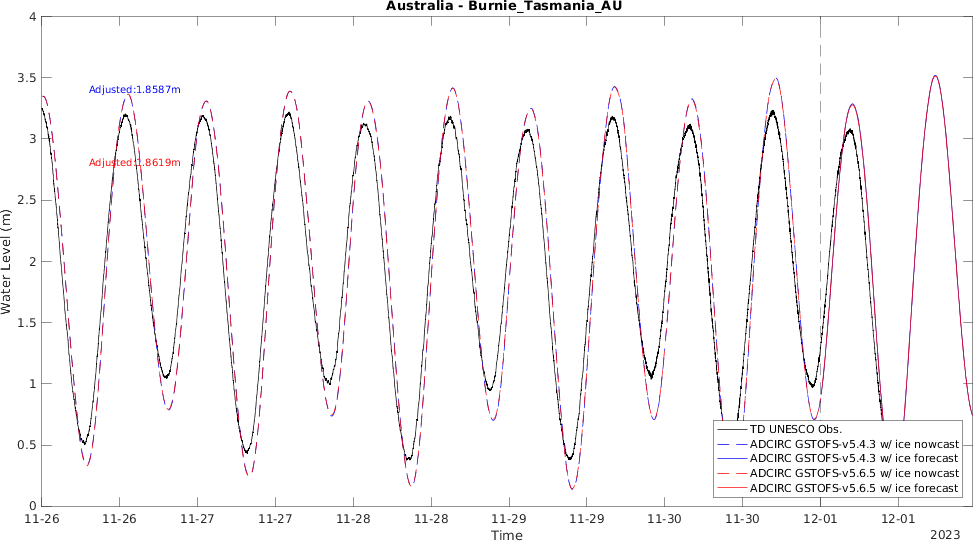 Australia - Burnie_Tasmania_AU
4
3.5
3
2.5
2
1.5
1
0.5
0
Water Level (m)
Adjusted:1.8587m
Adjusted:1.8619m
TD UNESCO Obs.
ADCIRC GSTOFS-v5.4.3 w/ ice nowcast
ADCIRC GSTOFS-v5.4.3 w/ ice forecast
ADCIRC GSTOFS-v5.6.5 w/ ice nowcast
ADCIRC GSTOFS-v5.6.5 w/ ice forecast
11-26 11-26 11-27 11-27 11-28 11-28 11-29 11-29 11-30 11-30 12-01 12-01
2023
Time